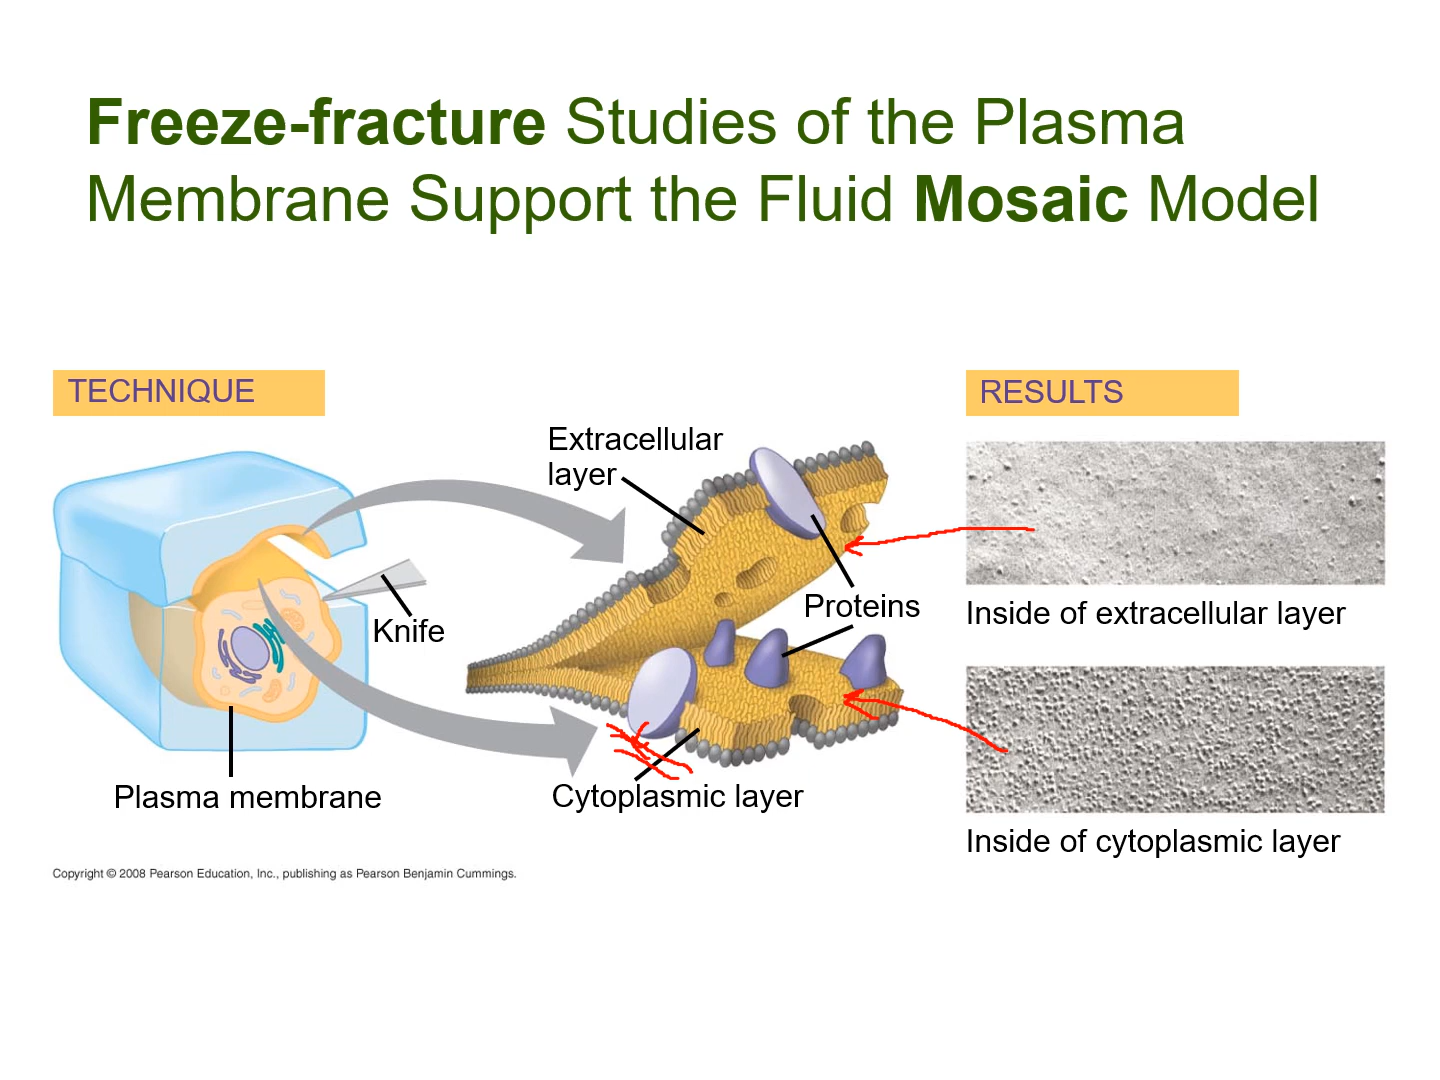 Freeze-fracture Studies of the Plasma
Membrane Support the Fluid Mosaic Model
TECHNIQUE
RESULTS
Extracellular
layer
Knife
Proteins
Inside of extracellular layer
Plasma membrane
Cytoplasmic layer
Inside of cytoplasmic layer
Copyright © 2008 Pearson Education, Inc., publishing as Pearson Benjamin Cummings.